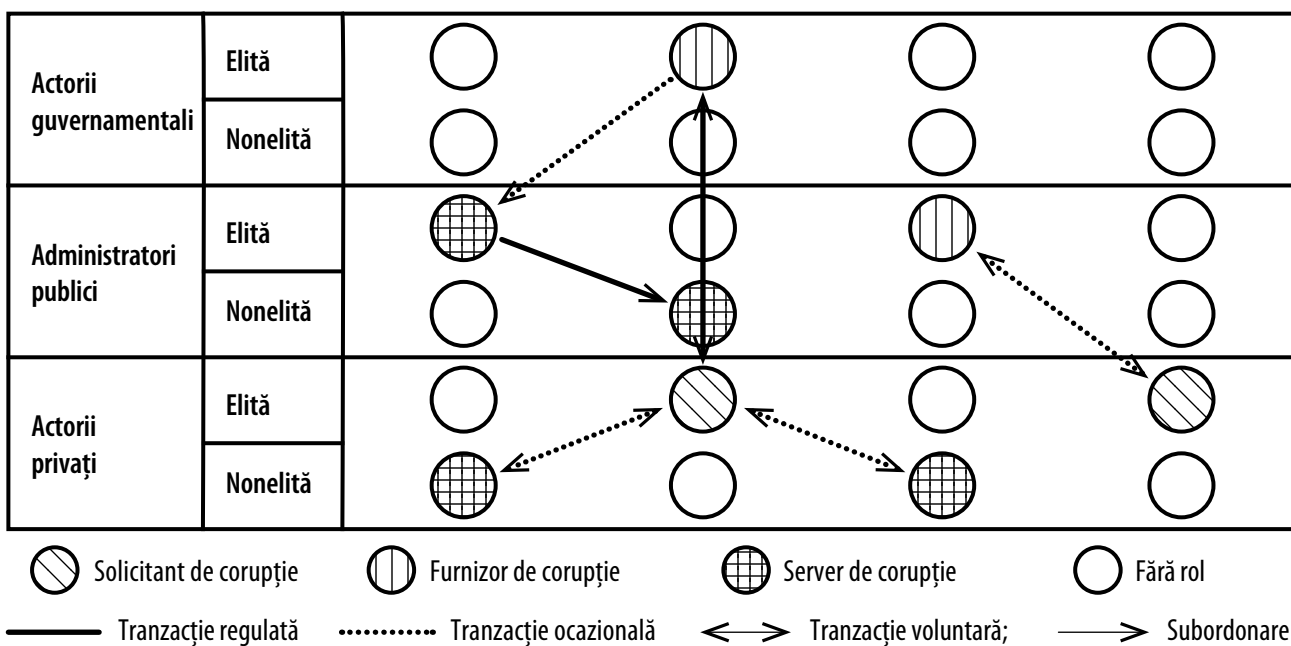 Actorii
guvernamentali
Elită
Nonelită
Administratori
publici
Elită
Nonelită
Actorii
privați
Elită
Nonelită
Solicitant de corupție
Furnizor de corupție
Server de corupție
Fără rol
Tranzacție regulată
Tranzacție ocazională
Tranzacție voluntară;
Subordonare